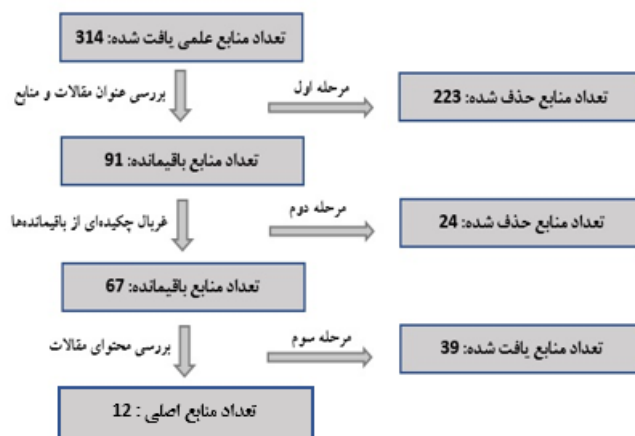 تعداد منابع علمی یافت شده: 314
بررسی عنوان مقالات و منابع
مرحله اول
تعداد منابع حذف شده: 223
تعداد منابع باقیمانده: 91
غربال چکیده‌ای از باقیمانده‌ها
مرحله دوم
تعداد منابع حذف شده: 24
تعداد منابع باقیمانده: 67
بررسی محتوای مقالات
مرحله سوم
تعداد منابع یافت شده: 39
تعداد منابع اصلی : 12